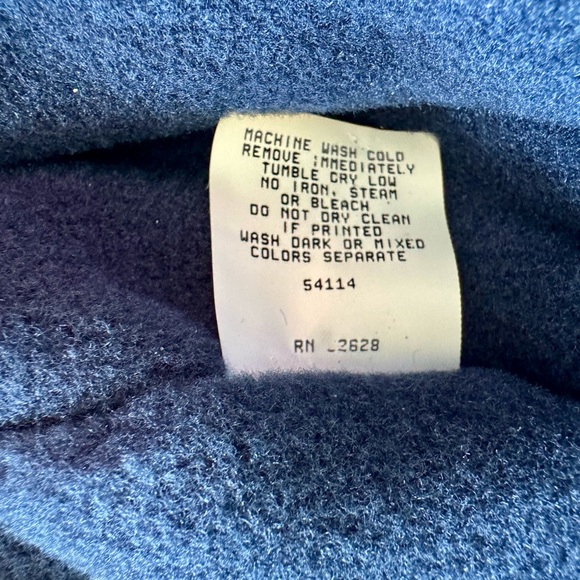 MACHINE WASH COLD
REMOVE IMMEDIATELY
TUMBLE DRY LOW
NO IRON, STEAM
OR BLEACH
DO NOT DRY CLEAN
IF PRINTED
WASH DARK OR MIXED
COLORS SEPARATE
54114
RN